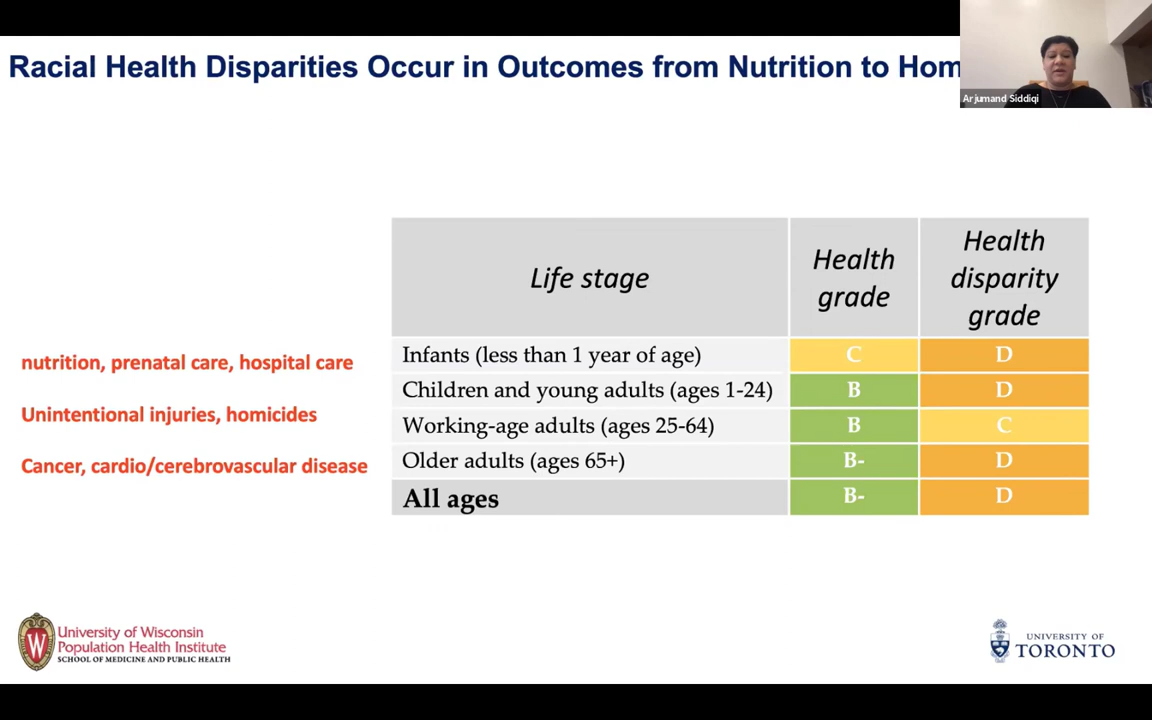 Racial Health Disparities Occur in Outcomes from Nutrition to Hom
Arjumand Siddiqi
Life stage
Health
grade
Health
disparity
grade
nutrition, prenatal care, hospital care
Unintentional injuries, homicides
Cancer, cardio/cerebrovascular disease
Infants (less than 1 year of age) C D
Children and young adults (ages 1-24) B D
Working-age adults (ages 25-64) B C
Older adults (ages 65+) B- D
All ages B- D
University of Wisconsin
Population Health Institute
SCHOOL OF MEDICINE AND PUBLIC HEALTH
UNIVERSITY OF
TORONTO